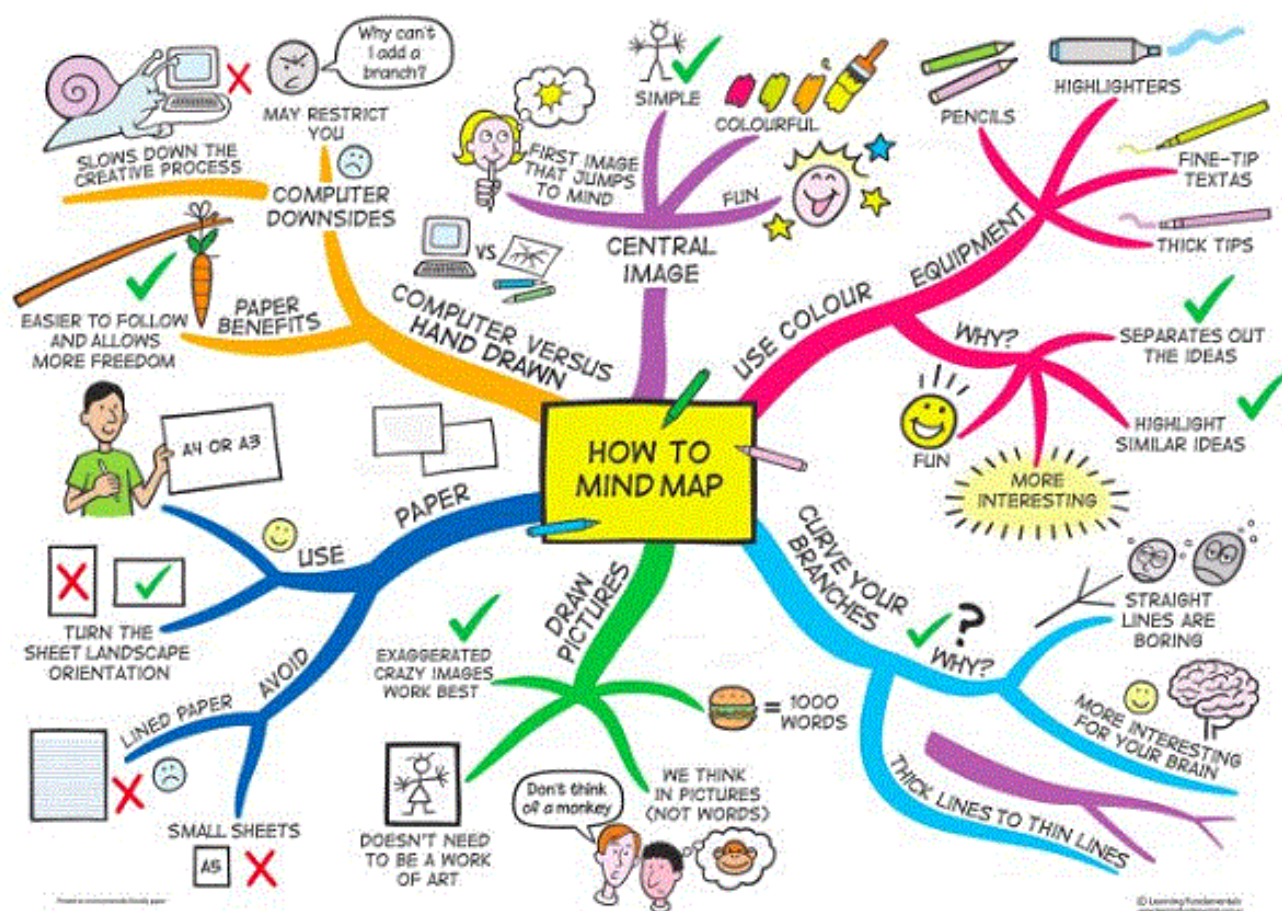 HOW TO
MIND MAP
CENTRAL
IMAGE
FIRST IMAGE
THAT JUMPS
TO MIND
SIMPLE
COLOURFUL
FUN
USE COLOUR
EQUIPMENT
PENCILS
HIGHLIGHTERS
FINE-TIP
TEXTAS
THICK TIPS
WHY?
SEPARATES OUT
THE IDEAS
HIGHLIGHT
SIMILAR IDEAS
MORE
INTERESTING
FUN
CURVE YOUR
BRANCHES
?
WHY?
STRAIGHT
LINES ARE
BORING
MORE INTERESTING
FOR YOUR BRAIN
THICK LINES TO THIN LINES
DRAW
PICTURES
= 1000
WORDS
WE THINK
IN PICTURES
(NOT WORDS)
Don't think
of a monkey
DOESN'T NEED
TO BE A WORK
OF ART
EXAGGERATED
CRAZY IMAGES
WORK BEST
PAPER
USE
A4 OR A3
TURN THE
SHEET LANDSCAPE
ORIENTATION
AVOID
LINED PAPER
SMALL SHEETS
A5
COMPUTER VERSUS
HAND DRAWN
VS
PAPER
BENEFITS
EASIER TO FOLLOW
AND ALLOWS
MORE FREEDOM
COMPUTER
DOWNSIDES
SLOWS DOWN THE
CREATIVE PROCESS
MAY RESTRICT
YOU
Why can't
I add a
branch?
© Learning Fundamentals